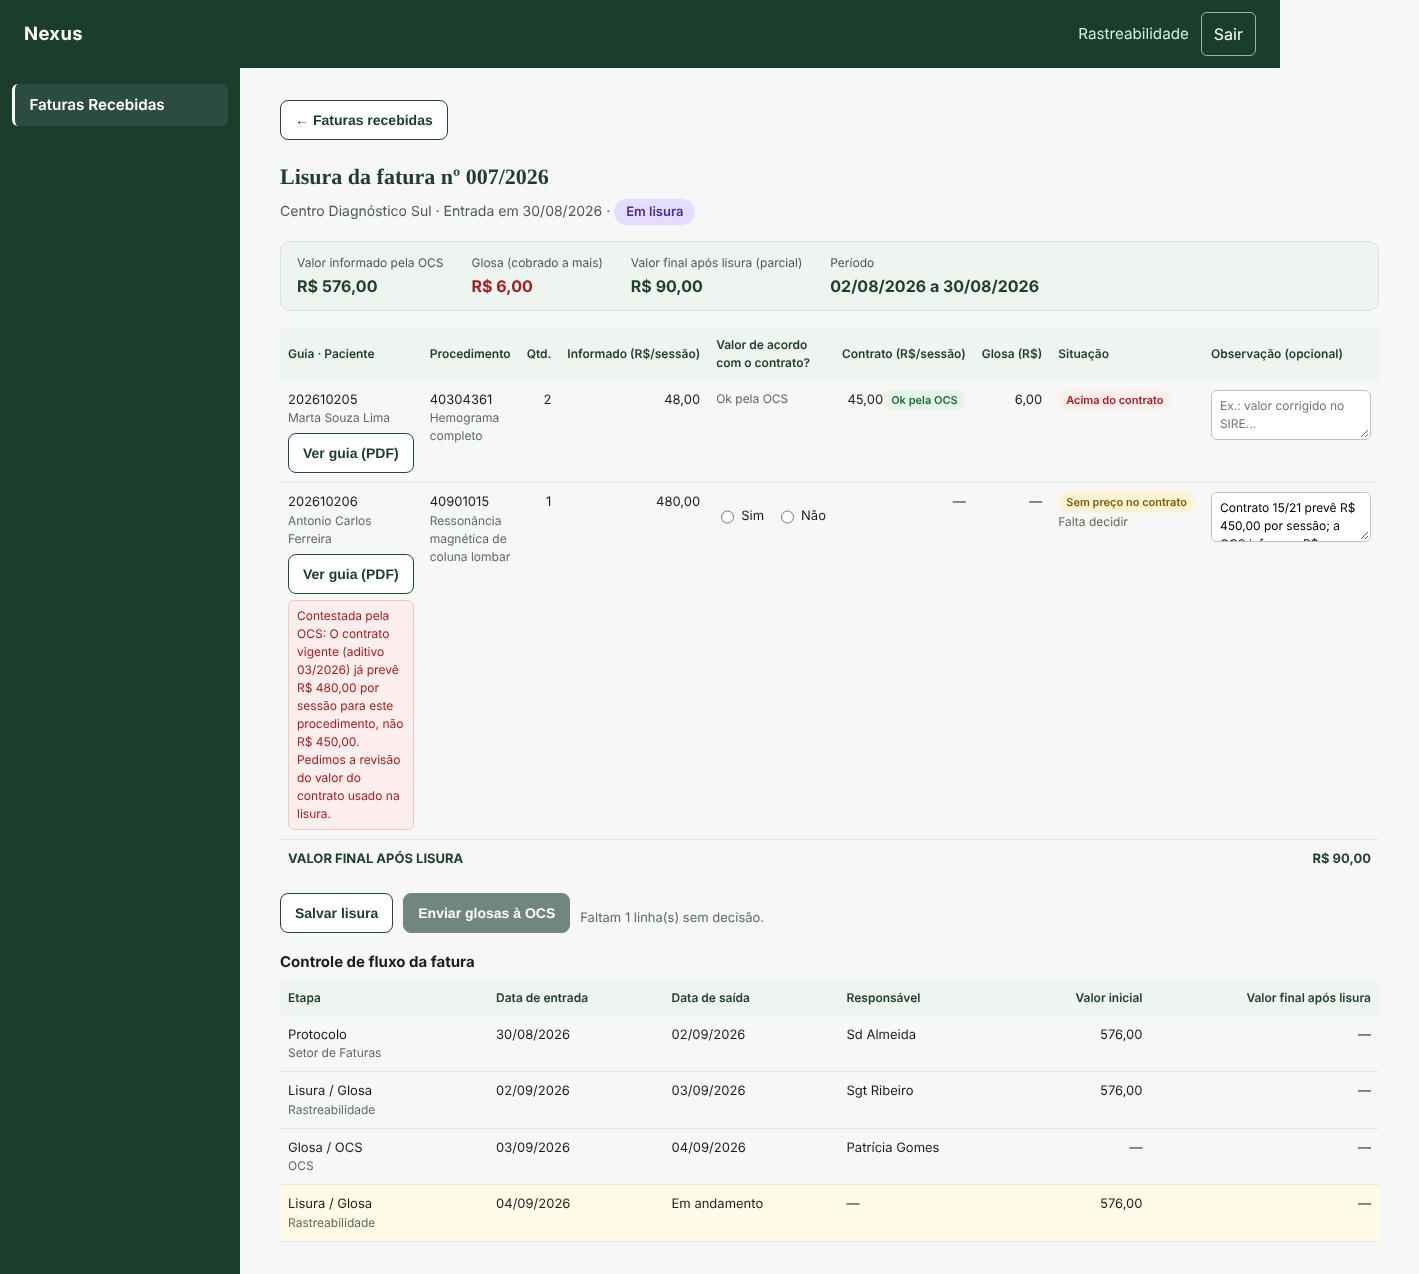 Nexus
Rastreabilidade
Sair
Faturas Recebidas
← Faturas recebidas
Lisura da fatura nº 007/2026
Centro Diagnóstico Sul · Entrada em 30/08/2026 · Em lisura
Valor informado pela OCS
R$ 576,00
Glosa (cobrado a mais)
R$ 6,00
Valor final após lisura (parcial)
R$ 90,00
Período
02/08/2026 a 30/08/2026
Guia · Paciente
Procedimento
Qtd.
Informado (R$/sessão)
Valor de acordo
com o contrato?
Contrato (R$/sessão)
Glosa (R$)
Situação
Observação (opcional)
202610205
Marta Souza Lima
Ver guia (PDF)
40304361
Hemograma
completo
2
48,00
Ok pela OCS
45,00 Ok pela OCS
6,00
Acima do contrato
Ex.: valor corrigido no
SIRE...
202610206
Antonio Carlos
Ferreira
Ver guia (PDF)
Contestada pela
OCS: O contrato
vigente (aditivo
03/2026) já prevê
R$ 480,00 por
sessão para este
procedimento, não
R$ 450,00.
Pedimos a revisão
do valor do
contrato usado na
lisura.
40901015
Ressonância
magnética de
coluna lombar
1
480,00
Sim
Não
—
—
Sem preço no contrato
Falta decidir
Contrato 15/21 prevê R$
450,00 por sessão; a
VALOR FINAL APÓS LISURA
R$ 90,00
Salvar lisura
Enviar glosas à OCS
Faltam 1 linha(s) sem decisão.
Controle de fluxo da fatura
Etapa
Data de entrada
Data de saída
Responsável
Valor inicial
Valor final após lisura
Protocolo
Setor de Faturas
30/08/2026
02/09/2026
Sd Almeida
576,00
—
Lisura / Glosa
Rastreabilidade
02/09/2026
03/09/2026
Sgt Ribeiro
576,00
—
Glosa / OCS
OCS
03/09/2026
04/09/2026
Patrícia Gomes
—
—
Lisura / Glosa
Rastreabilidade
04/09/2026
Em andamento
—
576,00
—